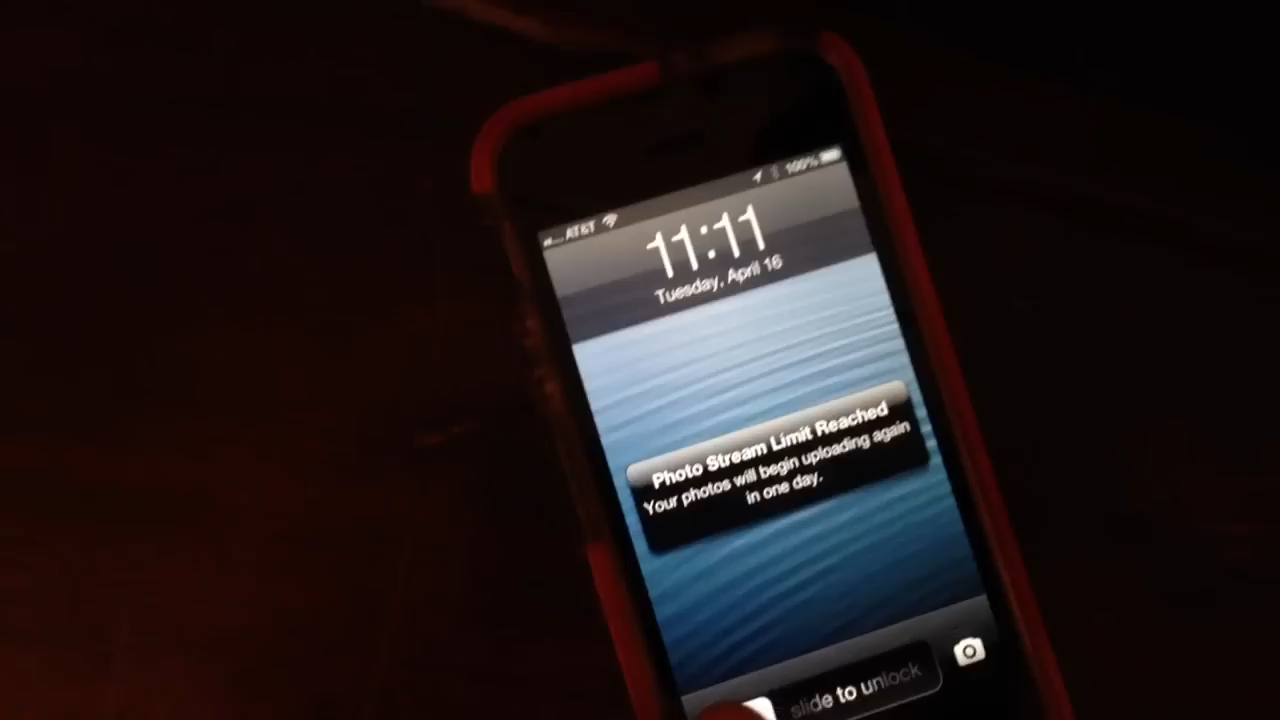 AT&T 100%
11:11
Tuesday, April 16
Photo Stream Limit Reached
Your photos will begin uploading again
in one day.
slide to unlock